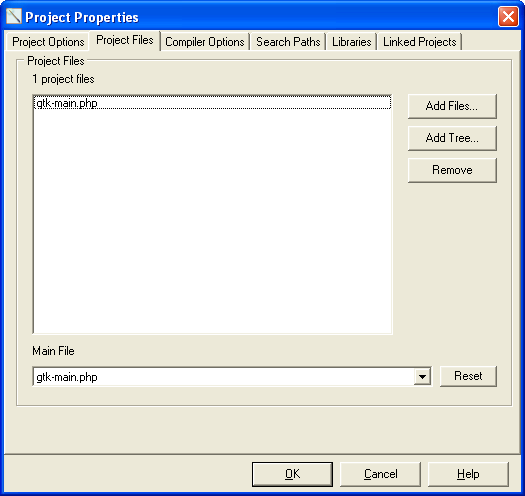 Project Properties
Project Options Project Files Compiler Options Search Paths Libraries Linked Projects
Project Files
1 project files
gtk-main.php
Add Files...
Add Tree...
Remove
Main File
gtk-main.php Reset
OK Cancel Help